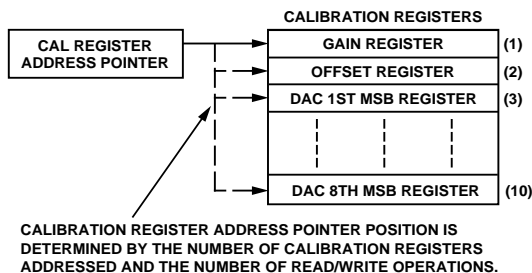 CALIBRATION REGISTERS
CAL REGISTER
ADDRESS POINTER
GAIN REGISTER
(1)
OFFSET REGISTER
(2)
DAC 1ST MSB REGISTER
(3)
DAC 8TH MSB REGISTER
(10)
CALIBRATION REGISTER ADDRESS POINTER POSITION IS
DETERMINED BY THE NUMBER OF CALIBRATION REGISTERS
ADDRESSED AND THE NUMBER OF READ/WRITE OPERATIONS.